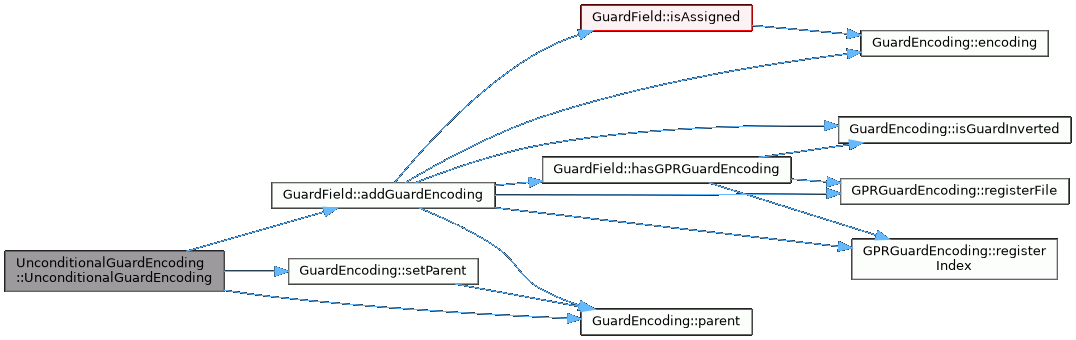 GuardField::isAssigned
GuardEncoding::encoding
GuardEncoding::isGuardInverted
GuardField::hasGPRGuardEncoding
GuardField::addGuardEncoding
GPRGuardEncoding::registerFile
UnconditionalGuardEncoding
::UnconditionalGuardEncoding
GuardEncoding::setParent
GPRGuardEncoding::register
Index
GuardEncoding::parent